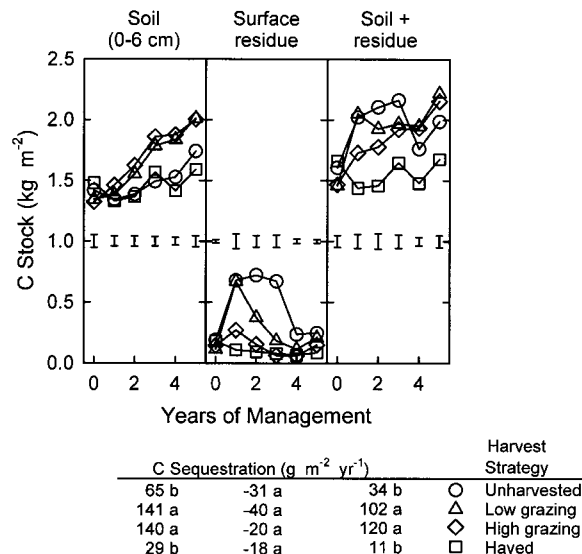 Soil Surface Soil +
(0-6 cm) residue residue
C Stock (kg m-2)
2.5
2.0
1.5
1.0
0.5
0.0
0 2 4 0 2 4 0 2 4
Years of Management
Harvest
C Sequestration (g m-2 yr-1) Strategy
65 b -31 a 34 b Unharvested
141 a -40 a 102 a Low grazing
140 a -20 a 120 a High grazing
29 b -18 a 11 b Hayed